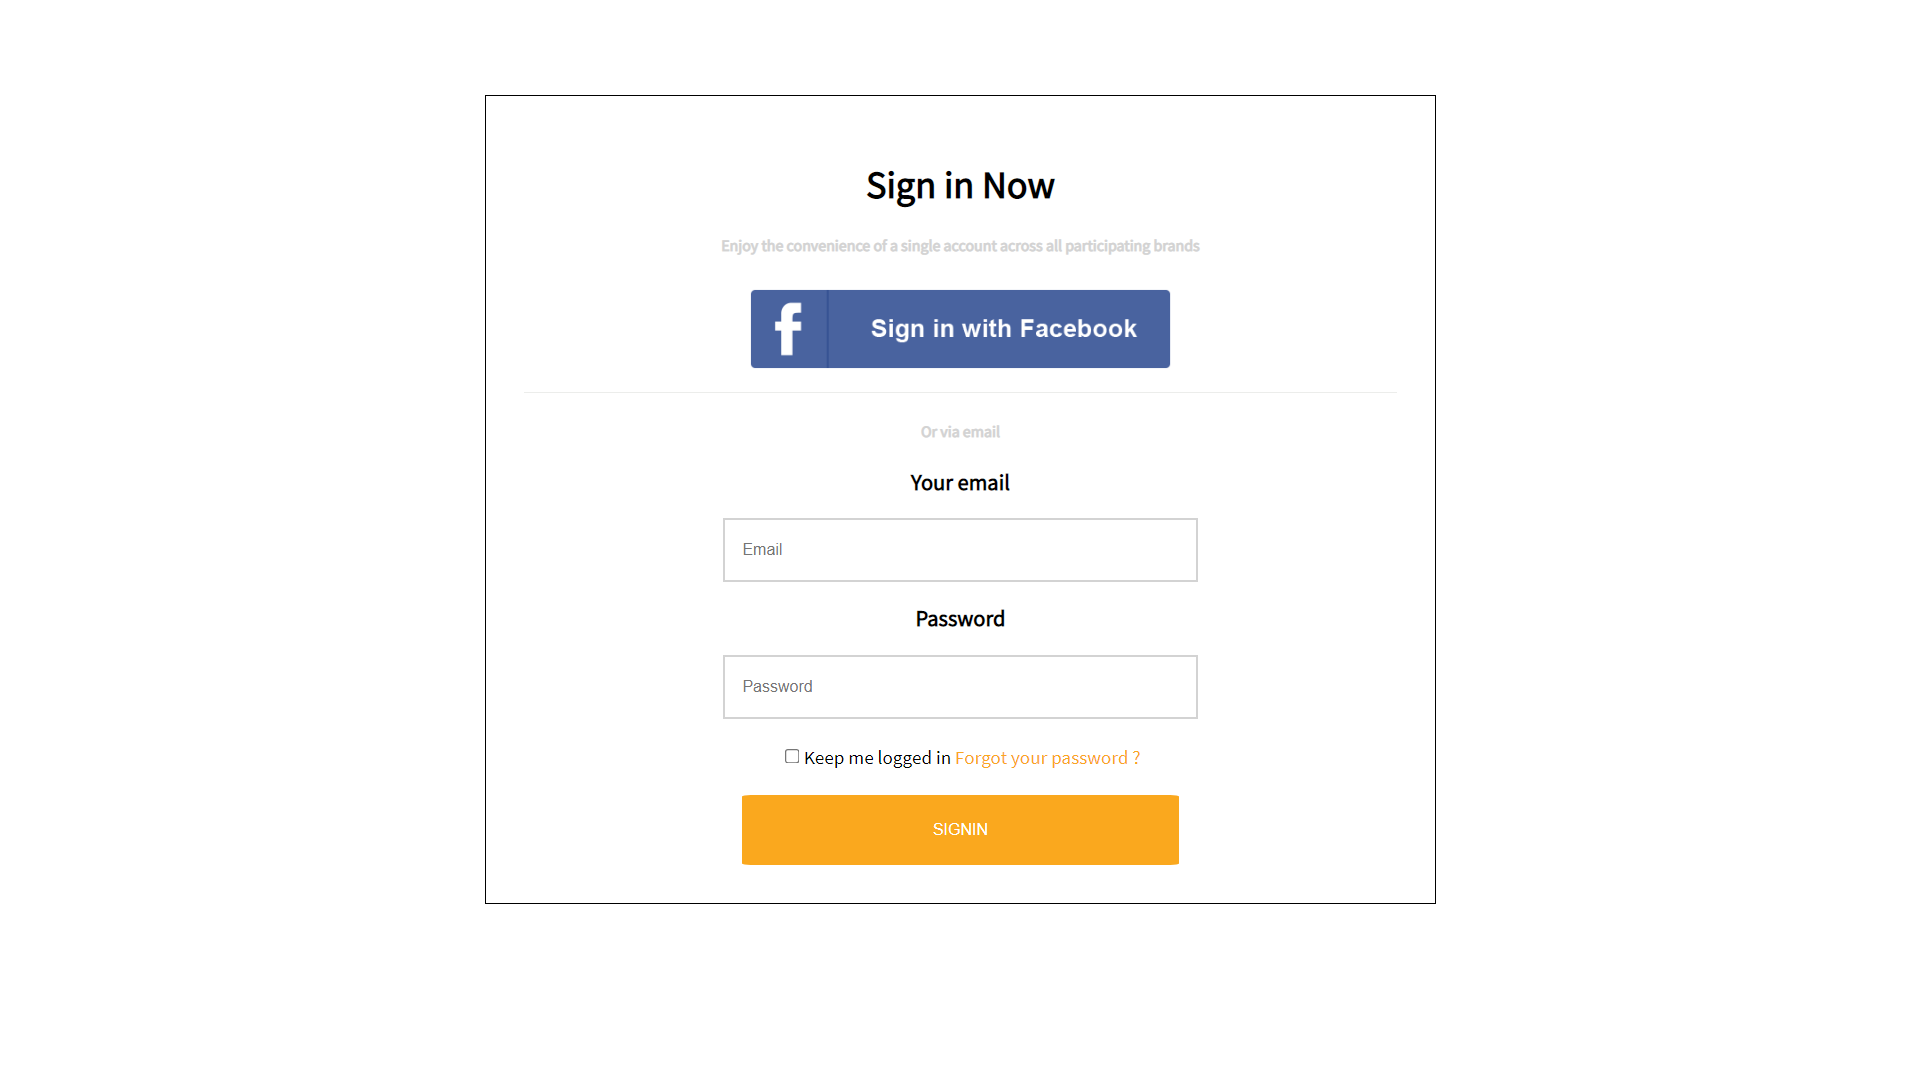 Sign in Now
Enjoy the convenience of a single account across all participating brands
f Sign in with Facebook
Or via email
Your email
Email
Password
Password
Keep me logged in Forgot your password ?
SIGNIN